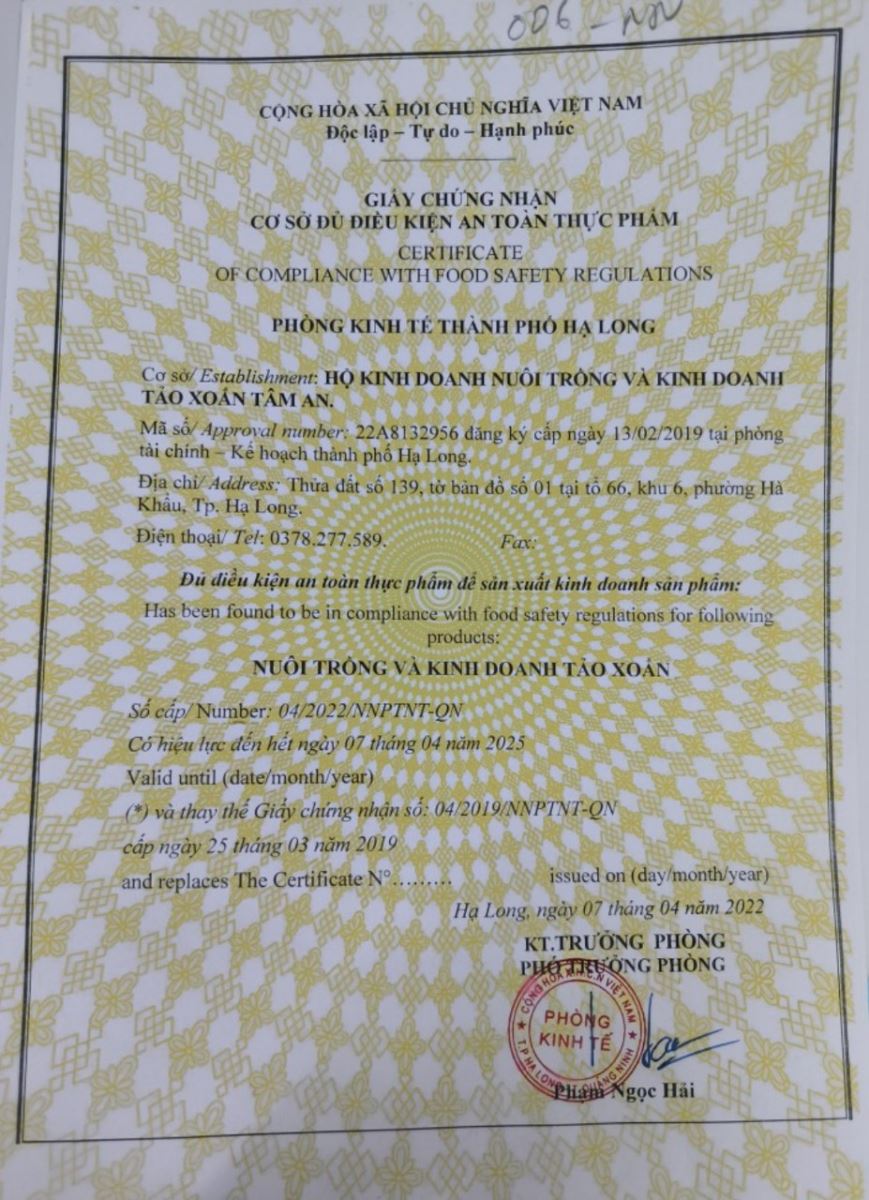 006 -
CỘNG HÒA XÃ HỘI CHỦ NGHĨA VIỆT NAM
Độc lập – Tự do – Hạnh phúc
GIẤY CHỨNG NHẬN
CƠ SỞ ĐỦ ĐIỀU KIỆN AN TOÀN THỰC PHẨM
CERTIFICATE
OF COMPLIANCE WITH FOOD SAFETY REGULATIONS
PHÒNG KINH TẾ THÀNH PHỐ HẠ LONG
Cơ sở/ Establishment: HỘ KINH DOANH NUÔI TRỒNG VÀ KINH DOANH
TẢO XOẮN TÂM AN.
Mã số/ Approval number: 22A8132956 đăng ký cấp ngày 13/02/2019 tại phòng
tài chính – Kế hoạch thành phố Hạ Long.
Địa chỉ/ Address: Thửa đất số 139, tờ bản đồ số 01 tại tổ 66, khu 6, phường Hà
Khẩu, Tp. Hạ Long.
Điện thoại/ Tel: 0378.277.589. Fax:
Đủ điều kiện an toàn thực phẩm để sản xuất kinh doanh sản phẩm:
Has been found to be in compliance with food safety regulations for following
products:
NUÔI TRỒNG VÀ KINH DOANH TẢO XOẮN
Số cấp/ Number: 04/2022/NNPTNT-QN
Có hiệu lực đến hết ngày 07 tháng 04 năm 2025
Valid until (date/month/year)
(*) và thay thế Giấy chứng nhận số: 04/2019/NNPTNT-QN
cấp ngày 25 tháng 03 năm 2019
and replaces The Certificate N°......... issued on (day/month/year)
Hạ Long, ngày 07 tháng 04 năm 2022
KT.TRƯỞNG PHÒNG
PHÓ TRƯỞNG PHÒNG
CỘNG HÒA X.H.C.N VIỆT NAM
PHÒNG
KINH TẾ
T.P HẠ LONG T. QUẢNG NINH
Phạm Ngọc Hải